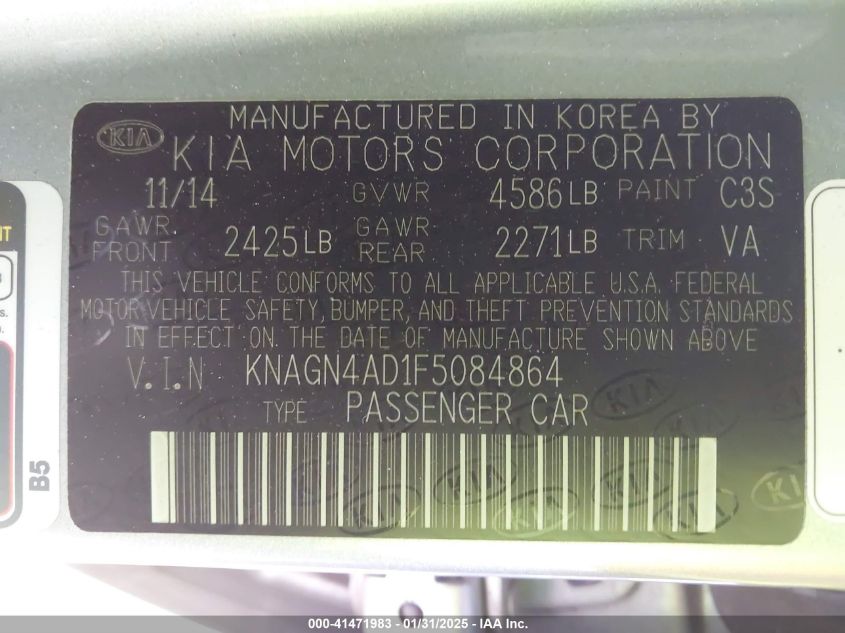 MANUFACTURED IN KOREA BY
KIA KIA MOTORS CORPORATION
11/14 GVWR 4586LB PAINT C3S
GAWR. FRONT 2425LB GAWR REAR 2271LB TRIM VA
THIS VEHICLE CONFORMS TO ALL APPLICABLE U.S.A. FEDERAL
MOTOR VEHICLE SAFETY, BUMPER, AND THEFT PREVENTION STANDARDS
IN EFFECT ON THE DATE OF MANUFACTURE SHOWN ABOVE
V.I.N KNAGN4AD1F5084864
TYPE PASSENGER CAR
KIA
KIA
KIA
B5
000-41471983 - 01/31/2025 - IAA Inc.